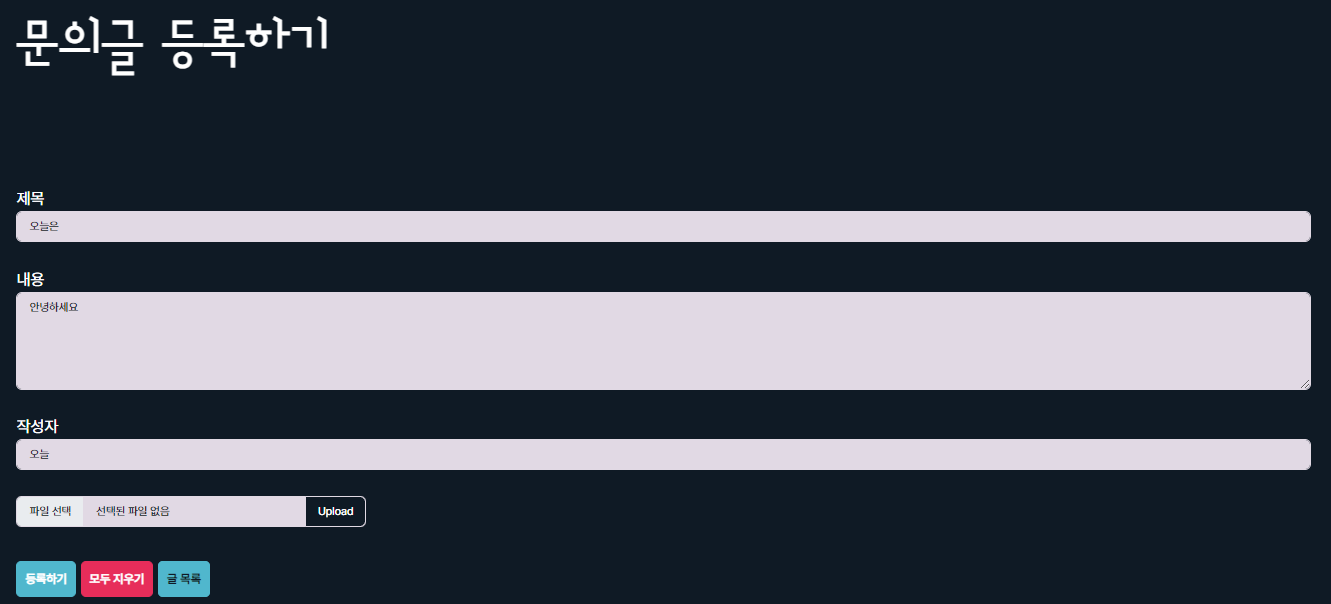 문의글 등록하기
제목
오늘은
내용
안녕하세요
작성자
오늘
파일 선택 선택된 파일 없음 Upload
등록하기 모두 지우기 글 목록